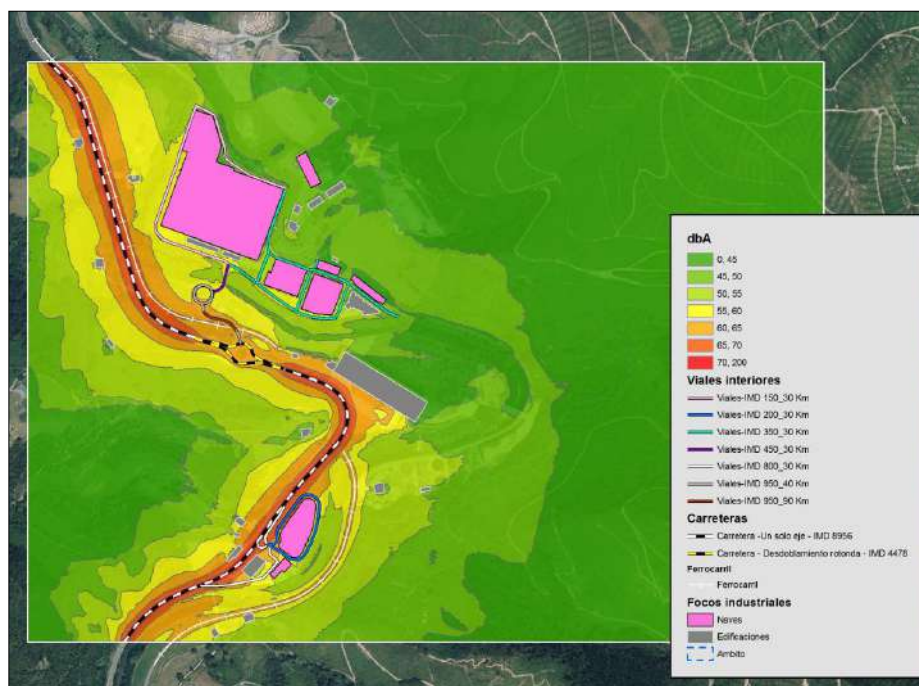 dbA
0, 45
45, 50
50, 55
55, 60
60, 65
65, 70
70, 200
Viales interiores
Viales-IMD 150_30 Km
Viales-IMD 200_30 Km
Viales-IMD 350_30 Km
Viales-IMD 450_30 Km
Viales-IMD 800_30 Km
Viales-IMD 950_40 Km
Viales-IMD 950_90 Km
Carreteras
Carretera -Un solo eje - IMD 8956
Carretera - Desdoblamiento rotonda - IMD 4478
Ferrocarril
Ferrocarril
Focos industriales
Naves
Edificaciones
Ambito